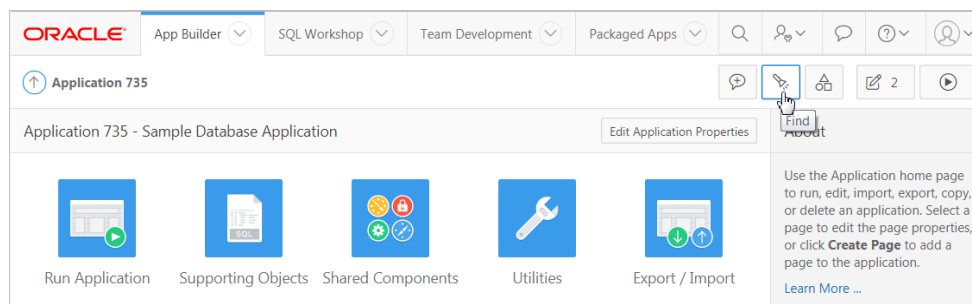 ORACLE
App Builder
SQL Workshop
Team Development
Packaged Apps
Application 735
2
Find
Application 735 - Sample Database Application
Edit Application Properties
About
Use the Application home page
to run, edit, import, export, copy,
or delete an application. Select a
page to edit the page properties,
or click Create Page to add a
page to the application.
Learn More ...
SQL
Run Application
Supporting Objects
Shared Components
Utilities
Export / Import